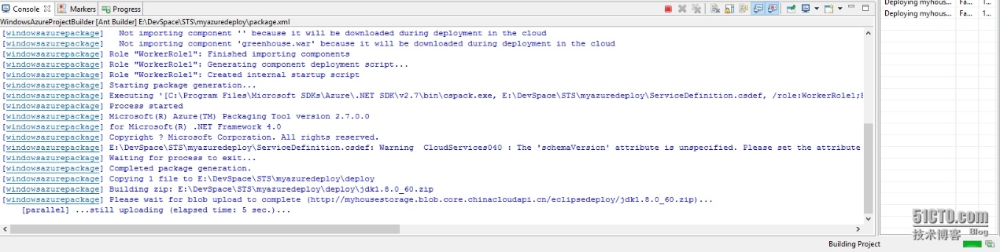 Console Markers Progress
WindowsAzureProjectBuilder [Ant Builder] E:\DevSpace\STS\myazuredeploy\package.xml
[windowsazurepackage]   Not importing component '' because it will be downloaded during deployment in the cloud
[windowsazurepackage]   Not importing component 'greenhouse.war' because it will be downloaded during deployment in the cloud
[windowsazurepackage] Role "WorkerRole1": Finished importing components
[windowsazurepackage] Role "WorkerRole1": Generating component deployment script...
[windowsazurepackage] Role "WorkerRole1": Created internal startup script
[windowsazurepackage] Starting package generation...
[windowsazurepackage] Executing '[C:\Program Files\Microsoft SDKs\Azure\.NET SDK\v2.7\bin\cspack.exe, E:\DevSpace\STS\myazuredeploy\ServiceDefinition.csdef, /role:WorkerRole1;
[windowsazurepackage] Process started
[windowsazurepackage] Microsoft(R) Azure(TM) Packaging Tool version 2.7.0.0
[windowsazurepackage] for Microsoft(R) .NET Framework 4.0
[windowsazurepackage] Copyright ? Microsoft Corporation. All rights reserved.
[windowsazurepackage] E:\DevSpace\STS\myazuredeploy\ServiceDefinition.csdef: Warning  CloudServices040 : The 'schemaVersion' attribute is unspecified. Please set the attribute
[windowsazurepackage] Waiting for process to exit...
[windowsazurepackage] Completed package generation.
[windowsazurepackage] Copying 1 file to E:\DevSpace\STS\myazuredeploy\deploy
[windowsazurepackage] Building zip: E:\DevSpace\STS\myazuredeploy\deploy\jdk1.8.0_60.zip
[windowsazurepackage] Please wait for blob upload to complete (http://myhousestorage.blob.core.chinacloudapi.cn/eclipsedeploy/jdk1.8.0_60.zip)...
[parallel] ...still uploading (elapsed time: 5 sec.)...
Deploying myhous... Fa... 1...
Deploying myhous... Fa... 1...
Building Project
51CTO.com
技术博客 Blog